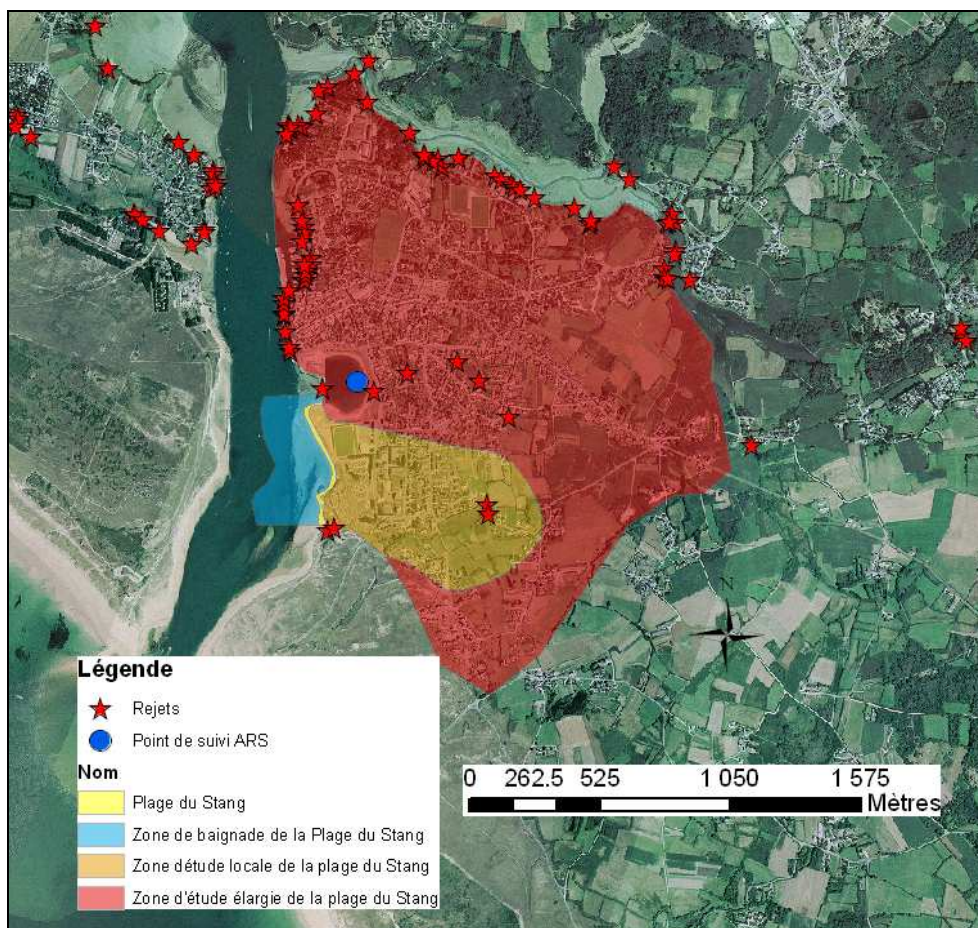 N
Légende
Rejets
Point de suivi ARS
Nom
Plage du Stang
Zone de baignade de la Plage du Stang
Zone détude locale de la plage du Stang
Zone d'étude élargie de la plage du Stang
0 262.5 525 1 050 1 575
Mètres